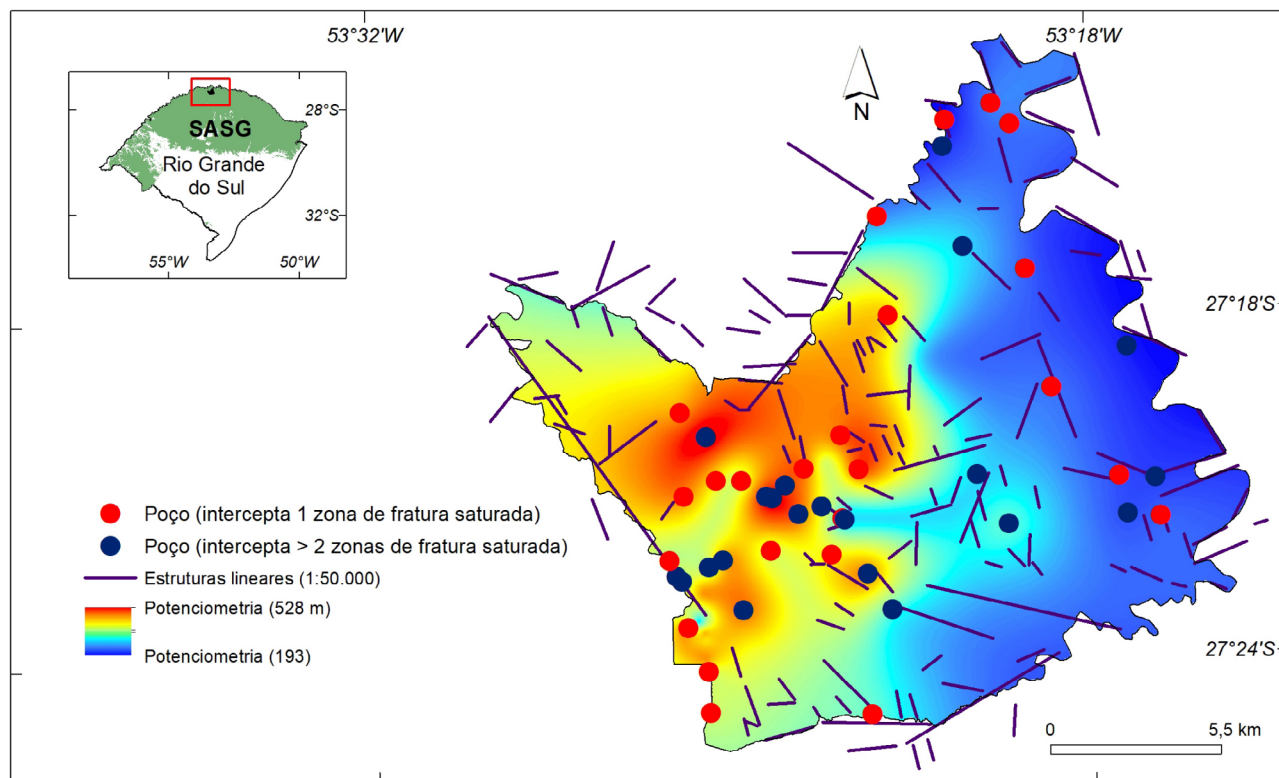 53°32'W
53°18'W
28°S
SASG
Rio Grande
do Sul
32°S
55°W
50°W
N
27°18'S
Poço (intercepta 1 zona de fratura saturada)
Poço (intercepta > 2 zonas de fratura saturada)
Estruturas lineares (1:50.000)
Potenciometria (528 m)
Potenciometria (193)
27°24'S
0
5,5 km